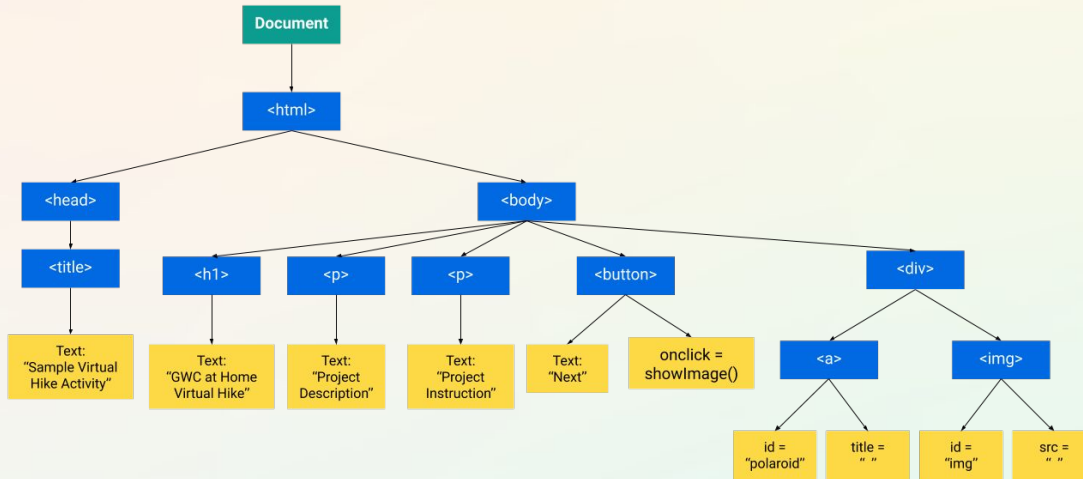 Document
<html>
<head>
<body>
<title>
<h1>
<p>
<p>
<button>
<div>
Text:
“Sample Virtual
Hike Activity”
Text:
“GWC at Home
Virtual Hike”
Text:
“Project
Description”
Text:
“Project
Instruction”
Text:
“Next”
onclick =
showImage()
<a>
<img>
id =
“polaroid”
title =
“ ”
id =
“img”
src =
“ ”